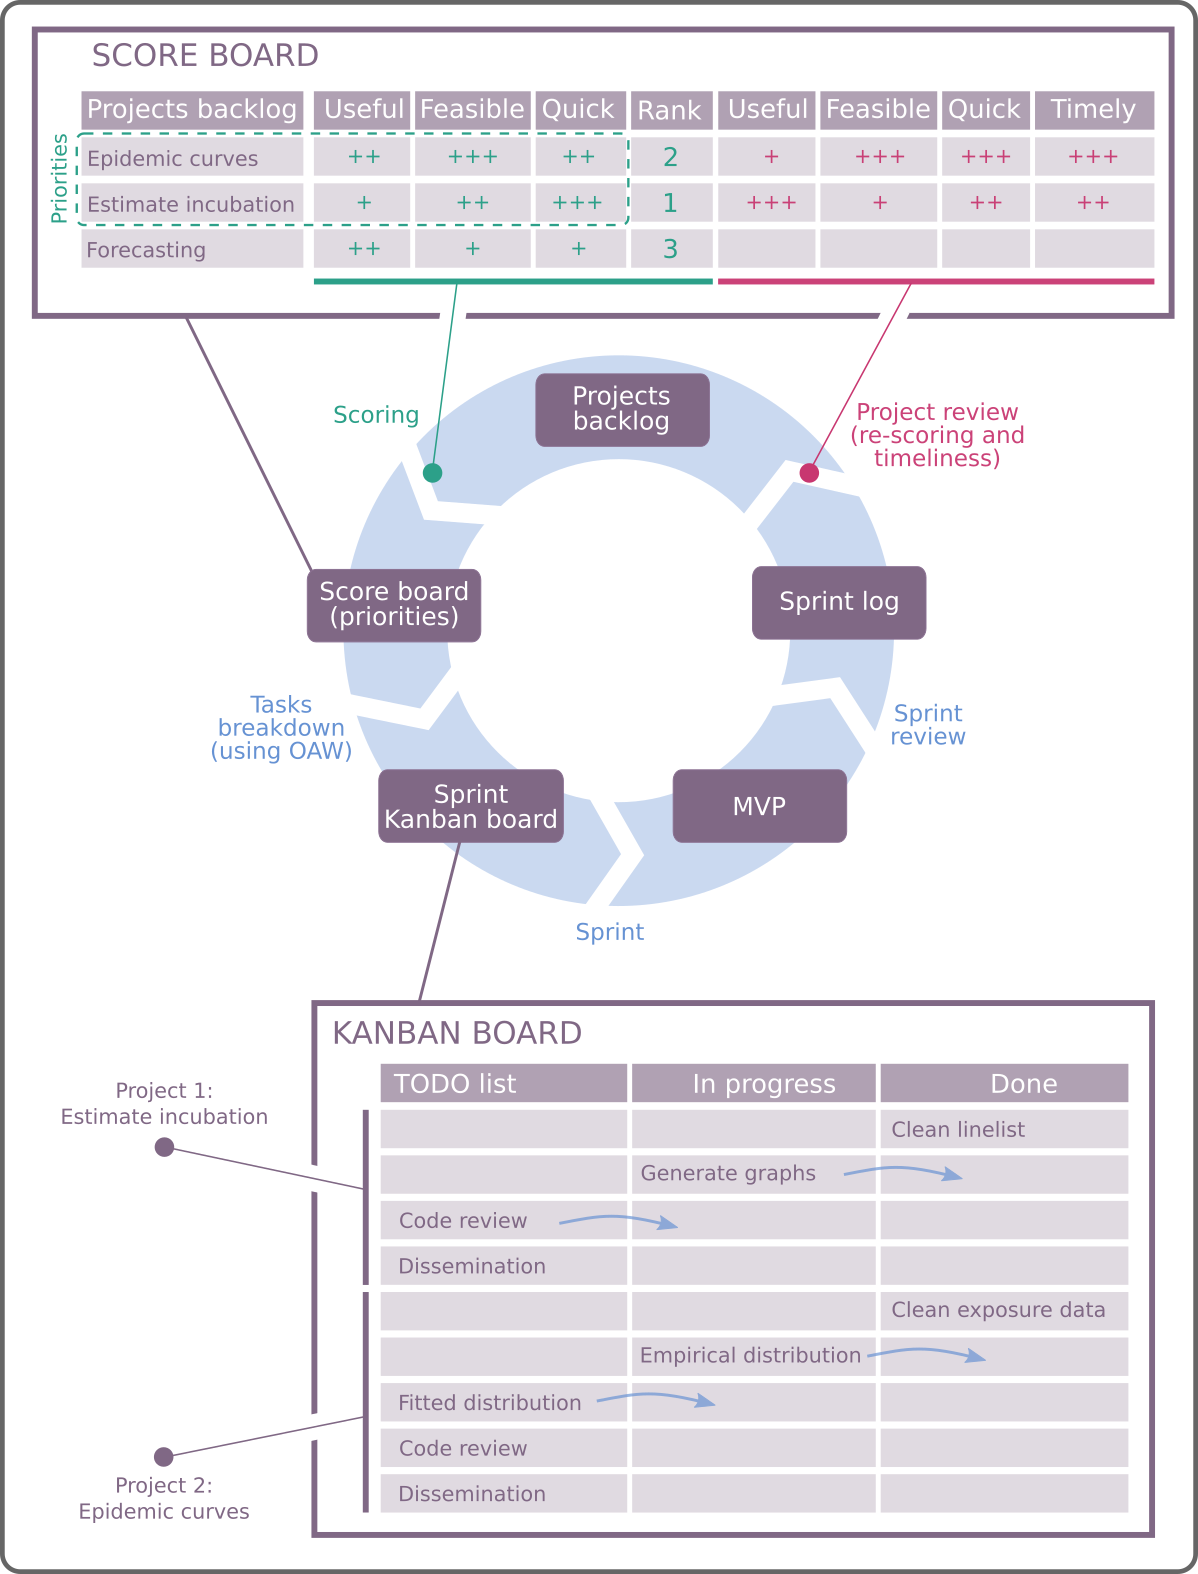 SCORE BOARD
Projects backlog Useful Feasible Quick Rank Useful Feasible Quick Timely
Priorities
Epidemic curves ++ +++ ++ 2 + +++ +++ +++
Estimate incubation + ++ +++ 1 +++ + ++ ++
Forecasting ++ + + 3
Projects
backlog
Scoring
Project review
(re-scoring and
timeliness)
Score board
(priorities)
Sprint log
Tasks
breakdown
(using OAW)
Sprint
review
Sprint
Kanban board
MVP
Sprint
KANBAN BOARD
TODO list In progress Done
Project 1:
Estimate incubation
Clean linelist
Generate graphs
Code review
Dissemination
Clean exposure data
Empirical distribution
Fitted distribution
Code review
Dissemination
Project 2:
Epidemic curves